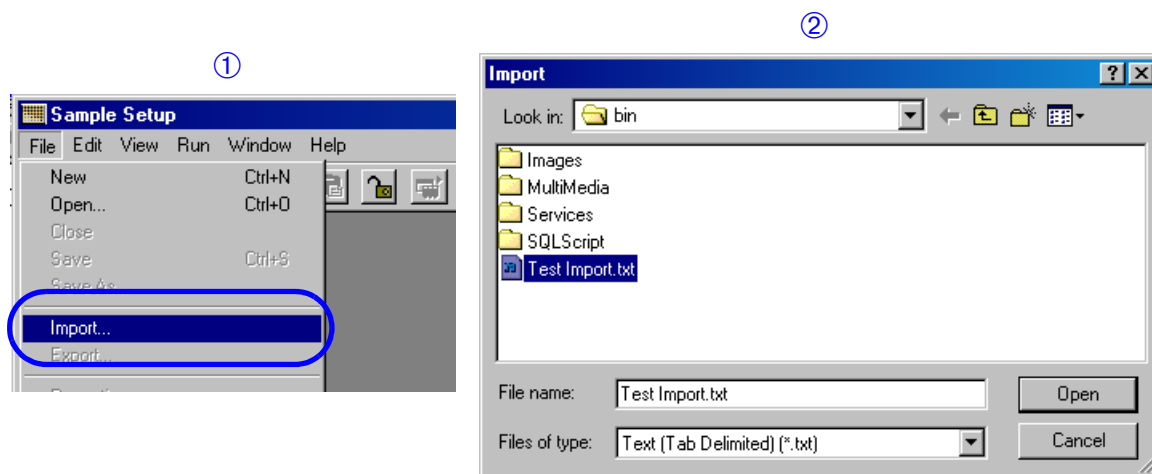 ①
Sample Setup
File Edit View Run Window Help
New Ctrl+N
Open... Ctrl+O
Close
Save Ctrl+S
Save As...
Import...
Export...
②
Import
Look in: bin
Images
MultiMedia
Services
SQLScript
Test Import.txt
File name: Test Import.txt Open
Files of type: Text (Tab Delimited) (*.txt) Cancel